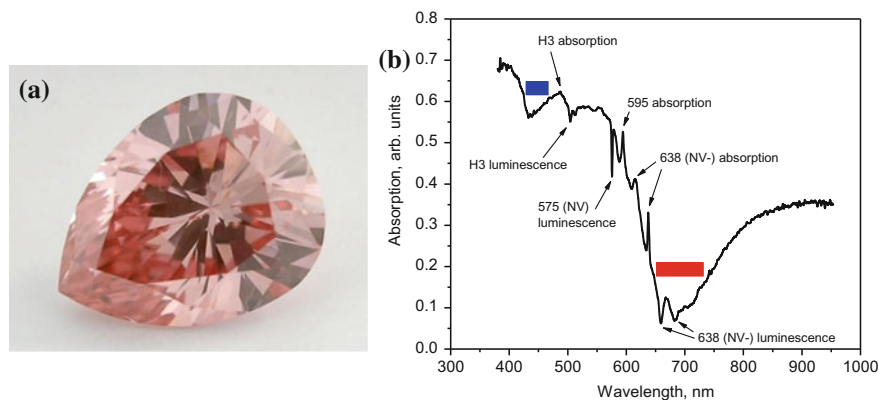 (a)
(b)
0.8
0.7
0.6
0.5
0.4
0.3
0.2
0.1
0.0
Absorption, arb. units
H3 absorption
595 absorption
H3 luminescence
638 (NV-) absorption
575 (NV)
luminescence
638 (NV-) luminescence
300 400 500 600 700 800 900 1000
Wavelength, nm